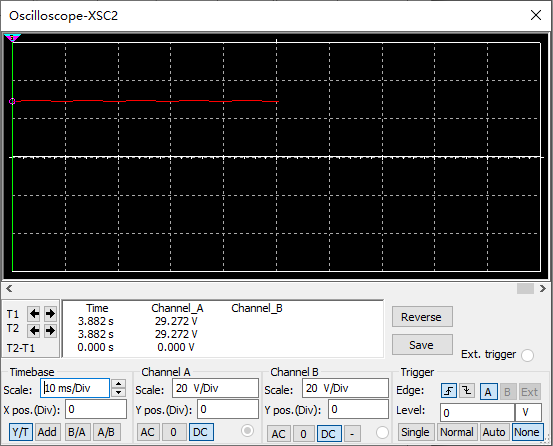 Oscilloscope-XSC2
Time Channel_A Channel_B
T1 3.882 s 29.272 V
T2 3.882 s 29.272 V
T2-T1 0.000 s 0.000 V
Reverse
Save
Ext. trigger
Timebase
Scale: 10 ms/Div
X pos.(Div): 0
Y/T Add B/A A/B
Channel A
Scale: 20 V/Div
Y pos.(Div): 0
AC 0 DC
Channel B
Scale: 20 V/Div
Y pos.(Div): 0
AC 0 DC -
Trigger
Edge: A B Ext
Level: 0 V
Single Normal Auto None